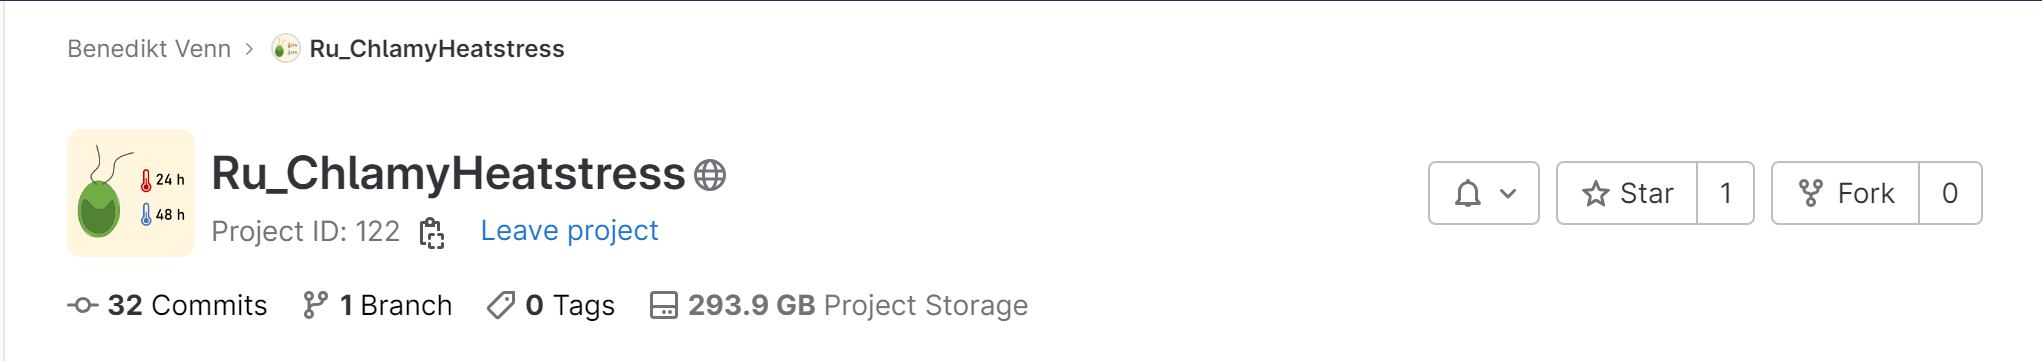 Benedikt Venn > Ru_ChlamyHeatstress
24 h
48 h
Ru_ChlamyHeatstress
Project ID: 122 Leave project
Star 1 Fork 0
32 Commits 1 Branch 0 Tags 293.9 GB Project Storage